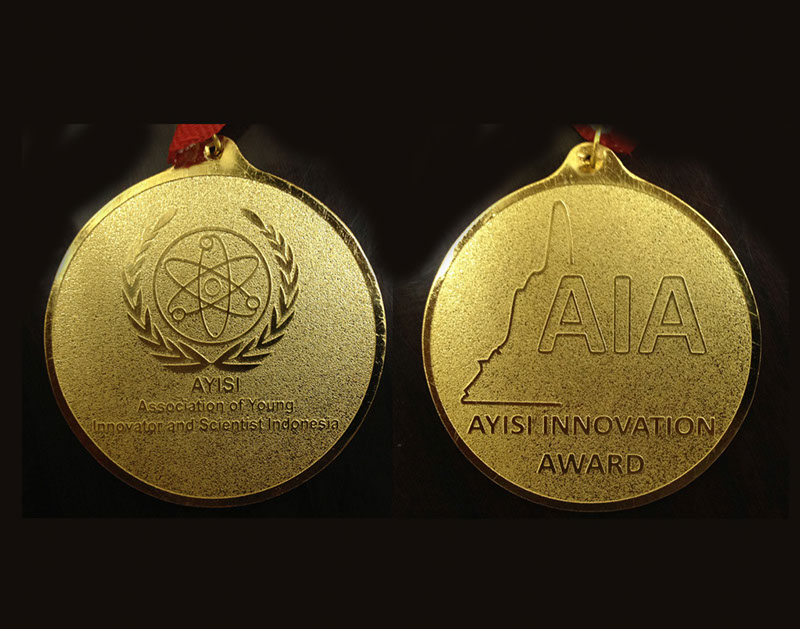 AYISI
Association of Young
Innovator and Scientist Indonesia
AIA
AYISI INNOVATION
AWARD